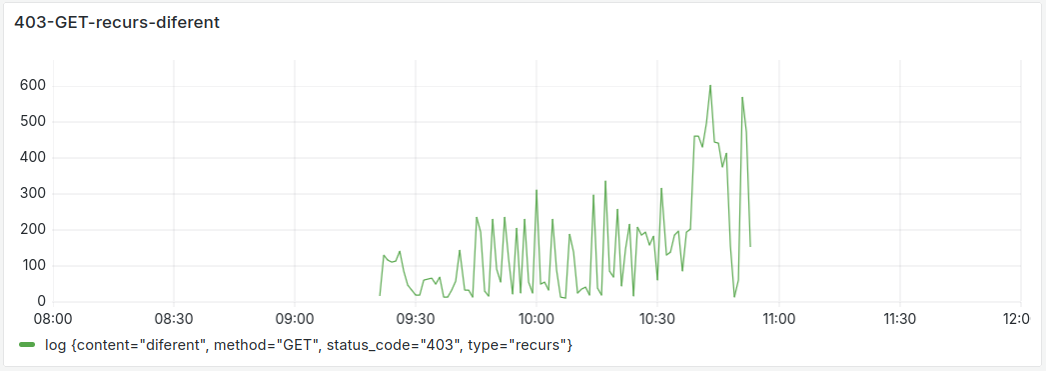 403-GET-recurs-diferent
600
500
400
300
200
100
0
08:00 08:30 09:00 09:30 10:00 10:30 11:00 11:30 12:0
log {content="diferent", method="GET", status_code="403", type="recurs"}